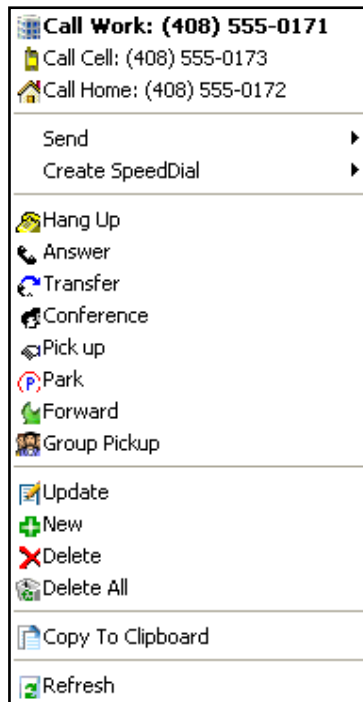 Call Work: (408) 555-0171
Call Cell: (408) 555-0173
Call Home: (408) 555-0172
Send
Create SpeedDial
Hang Up
Answer
Transfer
Conference
Pick up
Park
Forward
Group Pickup
Update
New
Delete
Delete All
Copy To Clipboard
Refresh